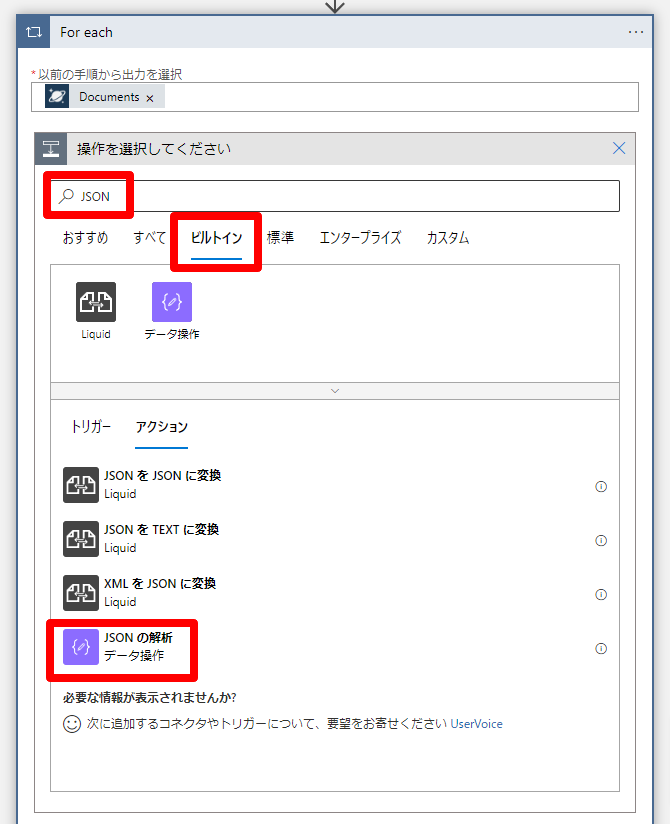 For each
*以前の手順から出力を選択
Documents ×
操作を選択してください
JSON
おすすめ すべて ビルトイン 標準 エンタープライズ カスタム
Liquid データ操作
トリガー アクション
JSON を JSON に変換
Liquid
JSON を TEXT に変換
Liquid
XML を JSON に変換
Liquid
JSON の解析
データ操作
必要な情報が表示されませんか?
次に追加するコネクタやトリガーについて、要望をお寄せください UserVoice